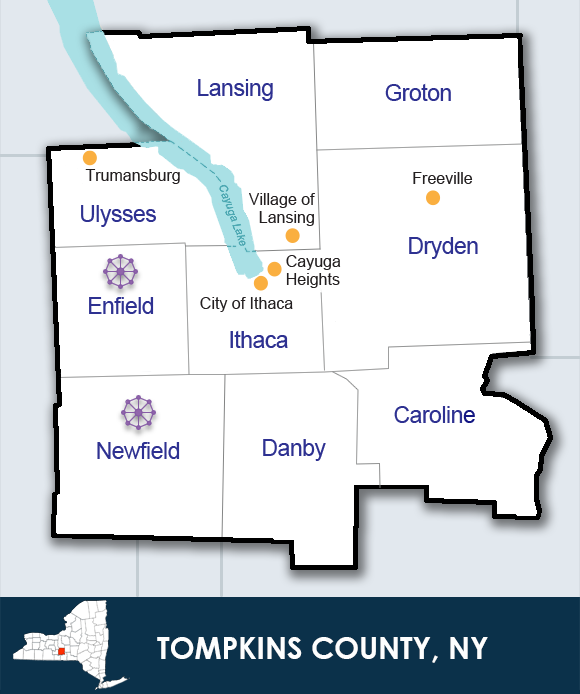 Lansing
Groton
Trumansburg
Ulysses
Cayuga Lake
Village of
Lansing
Freeville
Dryden
Enfield
Cayuga
Heights
City of Ithaca
Ithaca
Newfield
Danby
Caroline
TOMPKINS COUNTY, NY